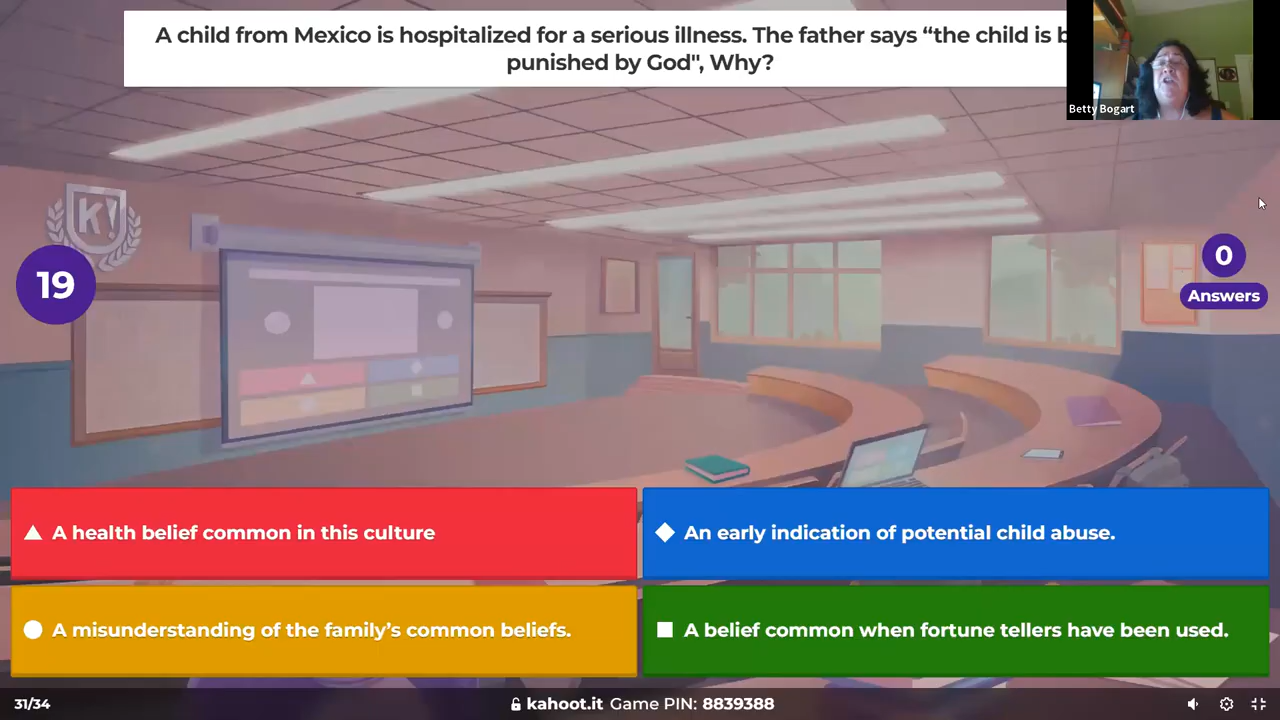 A child from Mexico is hospitalized for a serious illness. The father says “the child is
punished by God", Why?
Betty Bogart
K!
19
0
Answers
A health belief common in this culture
An early indication of potential child abuse.
A misunderstanding of the family’s common beliefs.
A belief common when fortune tellers have been used.
31/34
kahoot.it Game PIN: 8839388